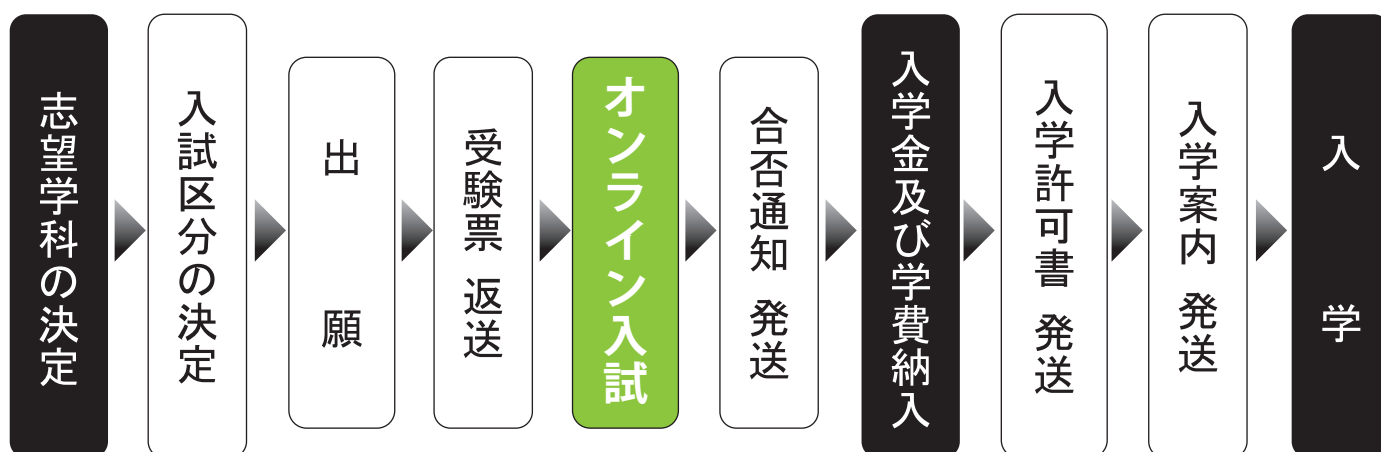 志望学科の決定
入試区分の決定
出願
受験票 返送
オンライン入試
合否通知 発送
入学金及び学費納入
入学許可書 発送
入学案内 発送
入学